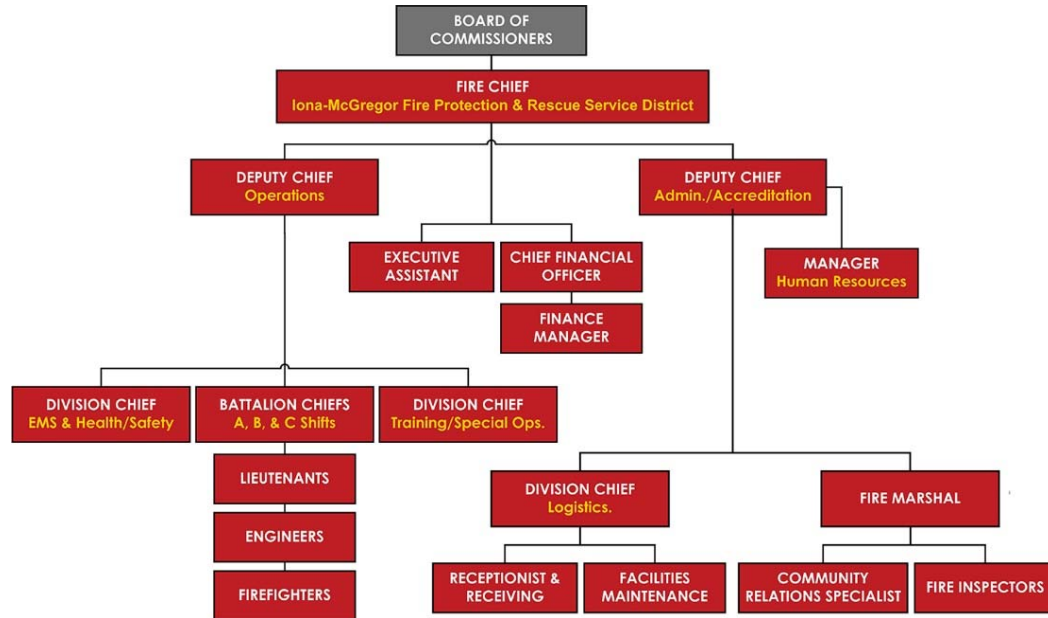 BOARD OF
COMMISSIONERS
FIRE CHIEF
Iona-McGregor Fire Protection & Rescue Service District
DEPUTY CHIEF
Operations
DEPUTY CHIEF
Admin./Accreditation
EXECUTIVE
ASSISTANT
CHIEF FINANCIAL
OFFICER
MANAGER
Human Resources
FINANCE
MANAGER
DIVISION CHIEF
EMS & Health/Safety
BATTALION CHIEFS
A, B, & C Shifts
DIVISION CHIEF
Training/Special Ops.
LIEUTENANTS
ENGINEERS
FIREFIGHTERS
DIVISION CHIEF
Logistics.
FIRE MARSHAL
RECEPTIONIST &
RECEIVING
FACILITIES
MAINTENANCE
COMMUNITY
RELATIONS SPECIALIST
FIRE INSPECTORS